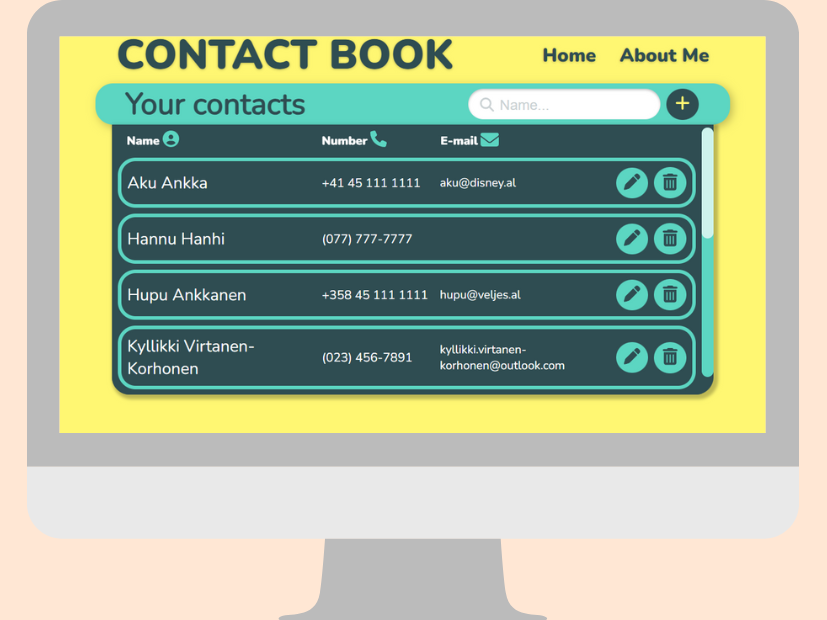 CONTACT BOOK
Home About Me
Your contacts
Name...
Name Number E-mail
Aku Ankka +41 45 111 1111 aku@disney.al
Hannu Hanhi (077) 777-7777
Hupu Ankkanen +358 45 111 1111 hupu@veljes.al
Kyllikki Virtanen-
Korhonen
(023) 456-7891
kyllikki.virtanen-
korhonen@outlook.com